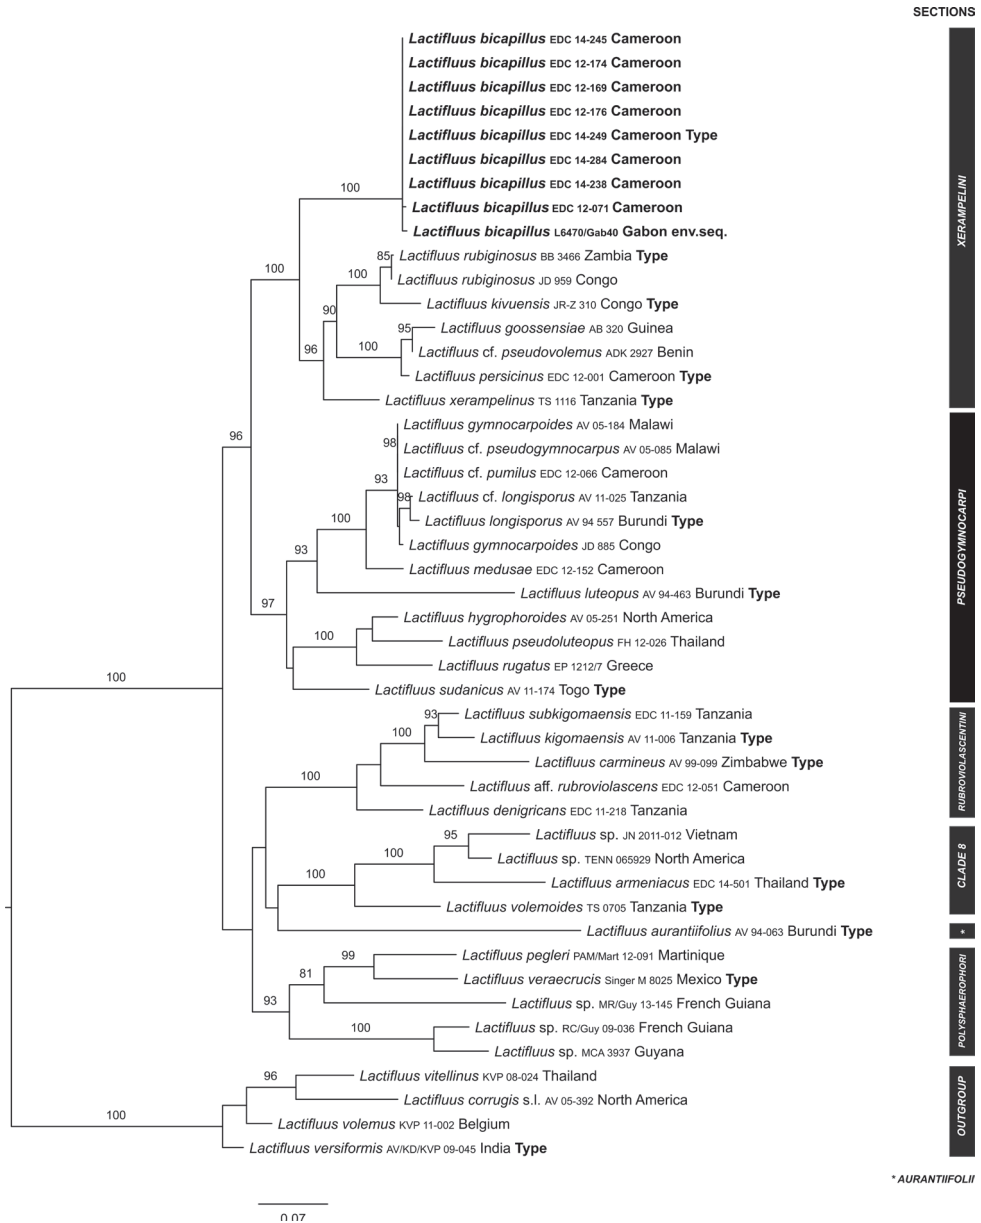 SECTIONS
Lactifluus bicapillus EDC 14-245 Cameroon
Lactifluus bicapillus EDC 12-174 Cameroon
Lactifluus bicapillus EDC 12-169 Cameroon
Lactifluus bicapillus EDC 12-176 Cameroon
Lactifluus bicapillus EDC 14-249 Cameroon Type
Lactifluus bicapillus EDC 14-284 Cameroon
Lactifluus bicapillus EDC 14-238 Cameroon
100
Lactifluus bicapillus EDC 12-071 Cameroon
Lactifluus bicapillus L6470/Gab40 Gabon env.seq.
XERAMPELINI
85
Lactifluus rubiginosus BB 3466 Zambia Type
100
100
Lactifluus rubiginosus JD 959 Congo
Lactifluus kivuensis JR-Z 310 Congo Type
90
95
Lactifluus goossensiae AB 320 Guinea
96
100
Lactifluus cf. pseudovolemus ADK 2927 Benin
Lactifluus persicinus EDC 12-001 Cameroon Type
Lactifluus xerampelinus TS 1116 Tanzania Type
96
98
Lactifluus gymnocarpoides AV 05-184 Malawi
Lactifluus cf. pseudogymnocarpus AV 05-085 Malawi
93
Lactifluus cf. pumilus EDC 12-066 Cameroon
98
Lactifluus cf. longisporus AV 11-025 Tanzania
100
Lactifluus longisporus AV 94 557 Burundi Type
Lactifluus gymnocarpoides JD 885 Congo
93
Lactifluus medusae EDC 12-152 Cameroon
Lactifluus luteopus AV 94-463 Burundi Type
PSEUDOGYMNOCARPI
97
Lactifluus hygrophoroides AV 05-251 North America
100
Lactifluus pseudoluteopus FH 12-026 Thailand
Lactifluus rugatus EP 1212/7 Greece
100
Lactifluus sudanicus AV 11-174 Togo Type
93
Lactifluus subkigomaensis EDC 11-159 Tanzania
100
Lactifluus kigomaensis AV 11-006 Tanzania Type
Lactifluus carmineus AV 99-099 Zimbabwe Type
100
Lactifluus aff. rubroviolascens EDC 12-051 Cameroon
Lactifluus denigricans EDC 11-218 Tanzania
RUBROVIOLASCENTINI
95
Lactifluus sp. JN 2011-012 Vietnam
100
Lactifluus sp. TENN 065929 North America
100
Lactifluus armeniacus EDC 14-501 Thailand Type
Lactifluus volemoides TS 0705 Tanzania Type
CLADE 8
Lactifluus aurantiifolius AV 94-063 Burundi Type
*
99
Lactifluus pegleri PAM/Mart 12-091 Martinique
81
Lactifluus veraecrucis Singer M 8025 Mexico Type
93
Lactifluus sp. MR/Guy 13-145 French Guiana
100
Lactifluus sp. RC/Guy 09-036 French Guiana
Lactifluus sp. MCA 3937 Guyana
POLYSPHAEROPHORI
96
Lactifluus vitellinus KVP 08-024 Thailand
Lactifluus corrugis s.l. AV 05-392 North America
100
Lactifluus volemus KVP 11-002 Belgium
Lactifluus versiformis AV/KD/KVP 09-045 India Type
OUTGROUP
* AURANTIIFOLII
0.07